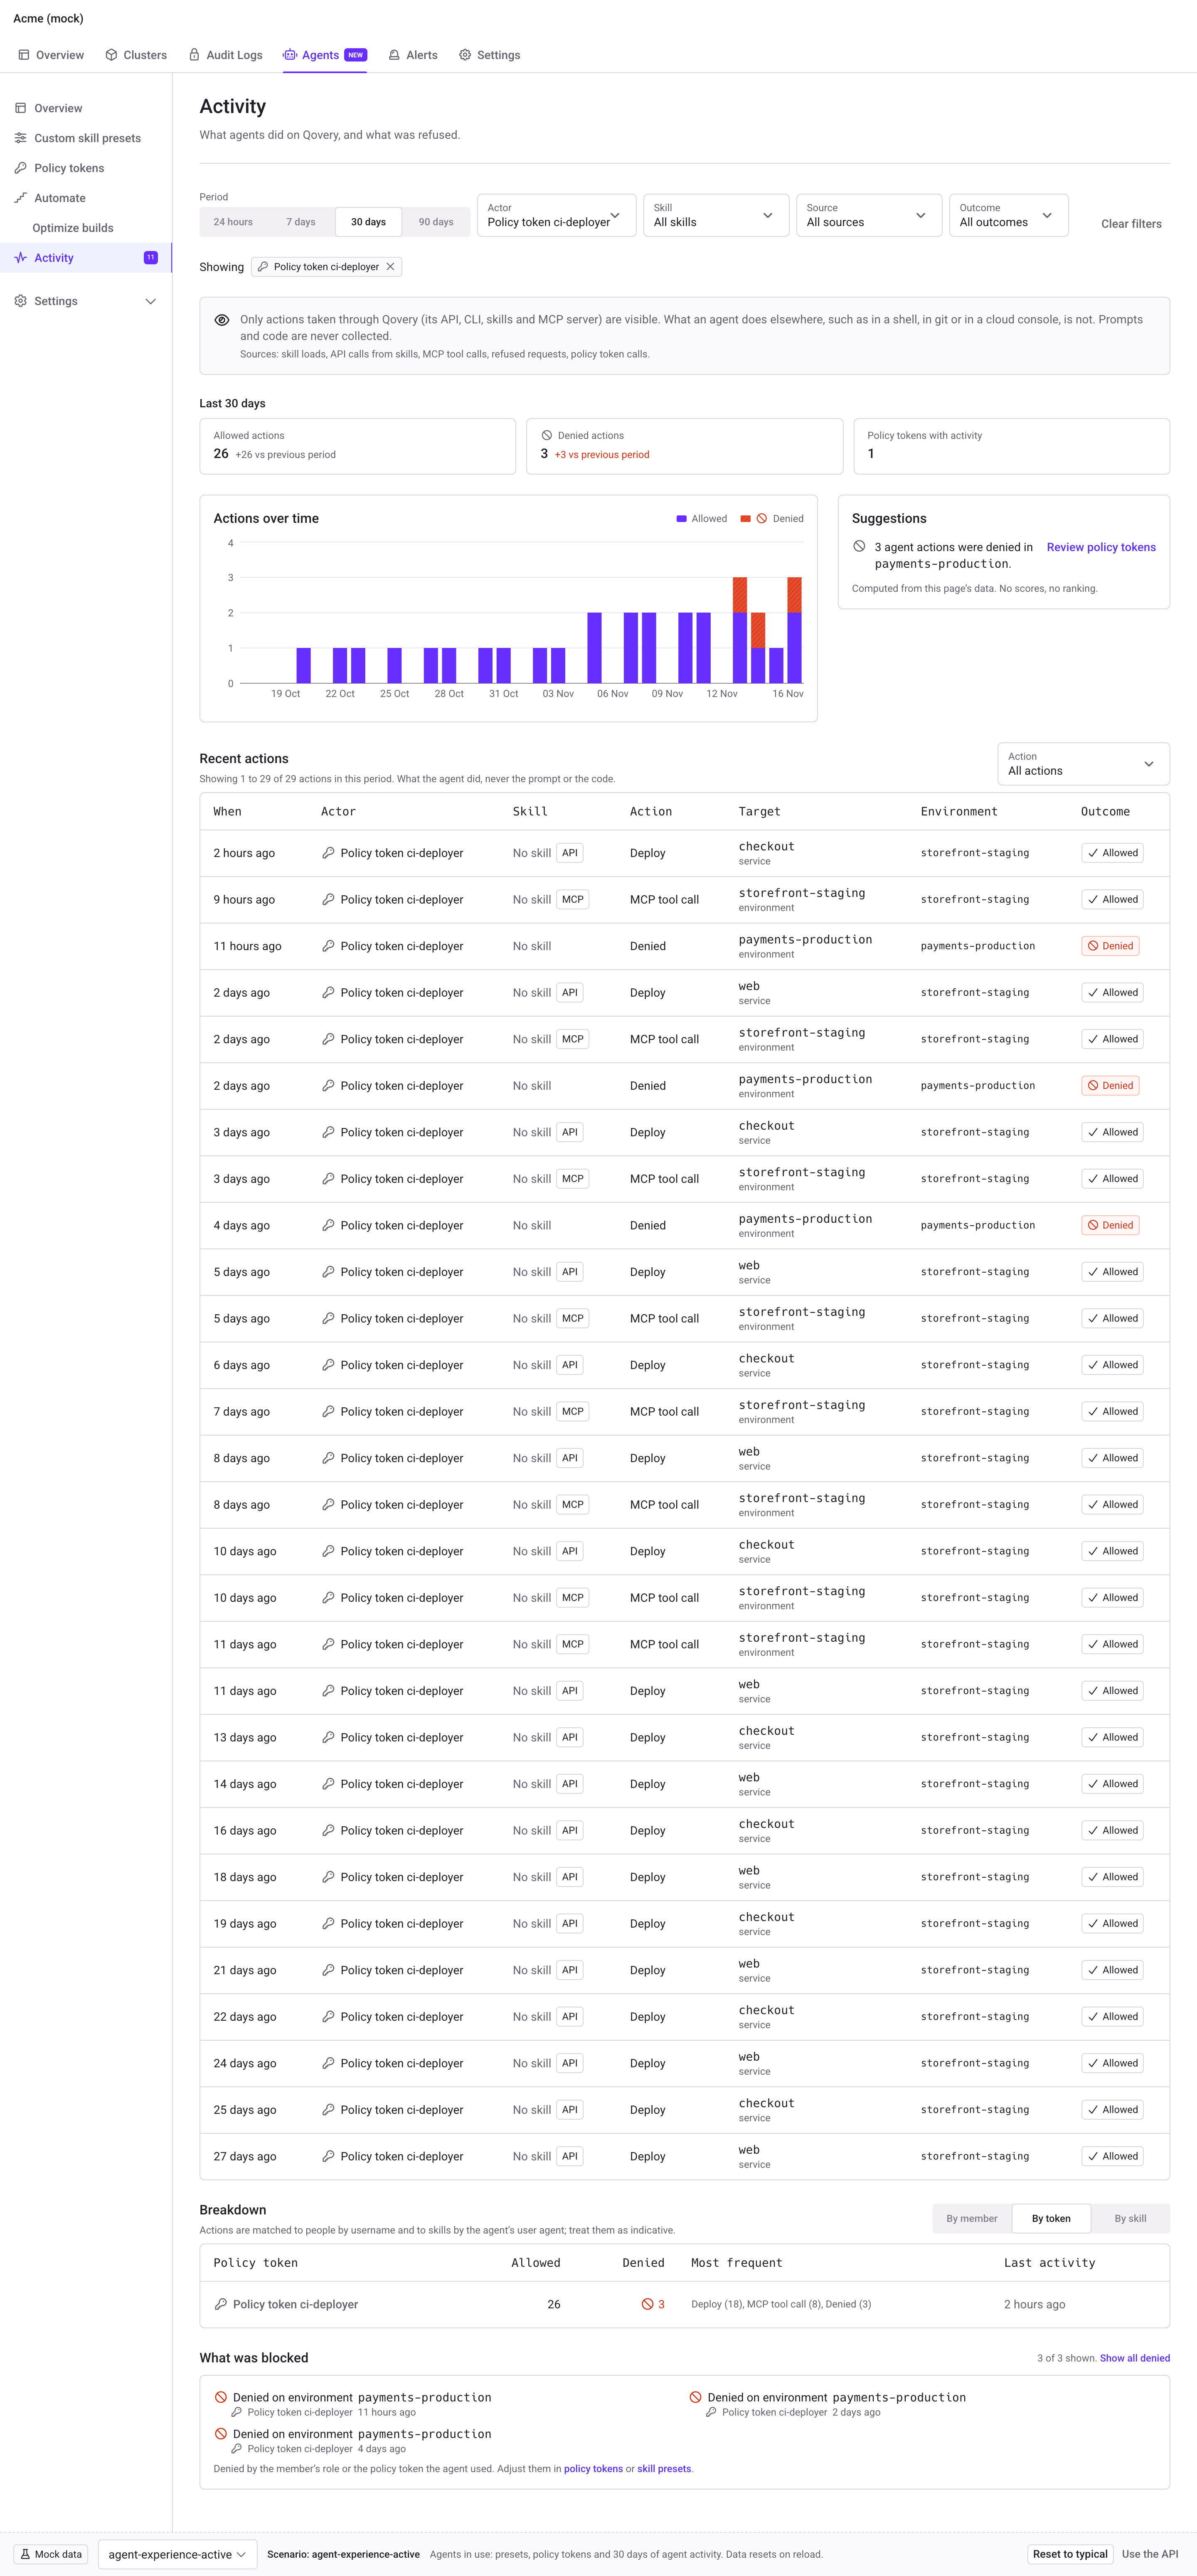 Acme (mock)
Overview Clusters Audit Logs Agents NEW Alerts Settings
Overview
Custom skill presets
Policy tokens
Automate
Optimize builds
Activity 11
Settings
Activity
What agents did on Qovery, and what was refused.
Period
24 hours 7 days 30 days 90 days
Actor
Policy token ci-deployer
Skill
All skills
Source
All sources
Outcome
All outcomes
Clear filters
Showing Policy token ci-deployer
Only actions taken through Qovery (its API, CLI, skills and MCP server) are visible. What an agent does elsewhere, such as in a shell, in git or in a cloud console, is not. Prompts
and code are never collected.
Sources: skill loads, API calls from skills, MCP tool calls, refused requests, policy token calls.
Last 30 days
Allowed actions
26 +26 vs previous period
Denied actions
3 +3 vs previous period
Policy tokens with activity
1
Actions over time
Allowed Denied
4
3
2
1
0
19 Oct 22 Oct 25 Oct 28 Oct 31 Oct 03 Nov 06 Nov 09 Nov 12 Nov 16 Nov
Suggestions
3 agent actions were denied in
payments-production.
Review policy tokens
Computed from this page's data. No scores, no ranking.
Recent actions
Showing 1 to 29 of 29 actions in this period. What the agent did, never the prompt or the code.
Action
All actions
When Actor Skill Action Target Environment Outcome
2 hours ago Policy token ci-deployer No skill API Deploy checkout storefront-staging Allowed
service
9 hours ago Policy token ci-deployer No skill MCP MCP tool call storefront-staging storefront-staging Allowed
environment
11 hours ago Policy token ci-deployer No skill Denied payments-production payments-production Denied
environment
2 days ago Policy token ci-deployer No skill API Deploy web storefront-staging Allowed
service
2 days ago Policy token ci-deployer No skill MCP MCP tool call storefront-staging storefront-staging Allowed
environment
2 days ago Policy token ci-deployer No skill Denied payments-production payments-production Denied
environment
3 days ago Policy token ci-deployer No skill API Deploy checkout storefront-staging Allowed
service
3 days ago Policy token ci-deployer No skill MCP MCP tool call storefront-staging storefront-staging Allowed
environment
4 days ago Policy token ci-deployer No skill Denied payments-production payments-production Denied
environment
5 days ago Policy token ci-deployer No skill API Deploy web storefront-staging Allowed
service
5 days ago Policy token ci-deployer No skill MCP MCP tool call storefront-staging storefront-staging Allowed
environment
6 days ago Policy token ci-deployer No skill API Deploy checkout storefront-staging Allowed
service
7 days ago Policy token ci-deployer No skill MCP MCP tool call storefront-staging storefront-staging Allowed
environment
8 days ago Policy token ci-deployer No skill API Deploy web storefront-staging Allowed
service
8 days ago Policy token ci-deployer No skill MCP MCP tool call storefront-staging storefront-staging Allowed
environment
10 days ago Policy token ci-deployer No skill API Deploy checkout storefront-staging Allowed
service
10 days ago Policy token ci-deployer No skill MCP MCP tool call storefront-staging storefront-staging Allowed
environment
11 days ago Policy token ci-deployer No skill MCP MCP tool call storefront-staging storefront-staging Allowed
environment
11 days ago Policy token ci-deployer No skill API Deploy web storefront-staging Allowed
service
13 days ago Policy token ci-deployer No skill API Deploy checkout storefront-staging Allowed
service
14 days ago Policy token ci-deployer No skill API Deploy web storefront-staging Allowed
service
16 days ago Policy token ci-deployer No skill API Deploy checkout storefront-staging Allowed
service
18 days ago Policy token ci-deployer No skill API Deploy web storefront-staging Allowed
service
19 days ago Policy token ci-deployer No skill API Deploy checkout storefront-staging Allowed
service
21 days ago Policy token ci-deployer No skill API Deploy web storefront-staging Allowed
service
22 days ago Policy token ci-deployer No skill API Deploy checkout storefront-staging Allowed
service
24 days ago Policy token ci-deployer No skill API Deploy web storefront-staging Allowed
service
25 days ago Policy token ci-deployer No skill API Deploy checkout storefront-staging Allowed
service
27 days ago Policy token ci-deployer No skill API Deploy web storefront-staging Allowed
service
Breakdown
Actions are matched to people by username and to skills by the agent's user agent; treat them as indicative.
By member By token By skill
Policy token Allowed Denied Most frequent Last activity
Policy token ci-deployer 26 3 Deploy (18), MCP tool call (8), Denied (3) 2 hours ago
What was blocked
3 of 3 shown. Show all denied
Denied on environment payments-production
Policy token ci-deployer 11 hours ago
Denied on environment payments-production
Policy token ci-deployer 2 days ago
Denied on environment payments-production
Policy token ci-deployer 4 days ago
Denied by the member's role or the policy token the agent used. Adjust them in policy tokens or skill presets.
Mock data agent-experience-active Scenario: agent-experience-active Agents in use: presets, policy tokens and 30 days of agent activity. Data resets on reload. Reset to typical Use the API